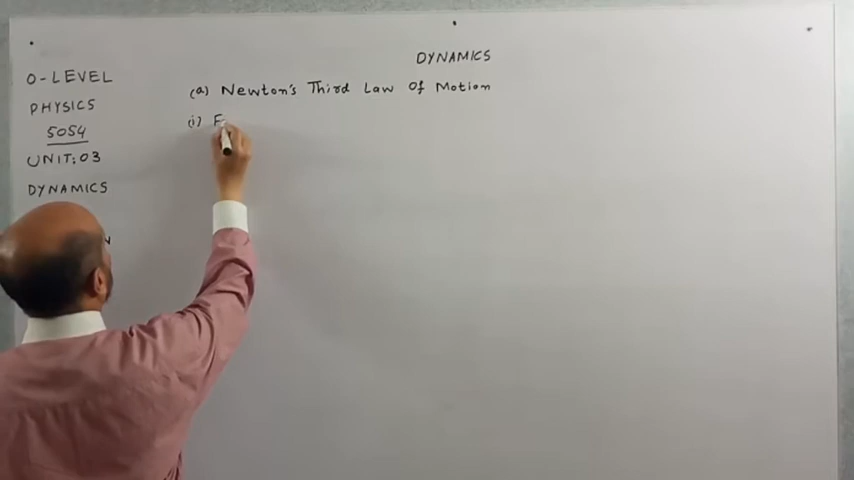 O-LEVEL
PHYSICS
5054
UNIT: 03
DYNAMICS
DYNAMICS
(a) Newton's Third Law Of Motion
(i) F